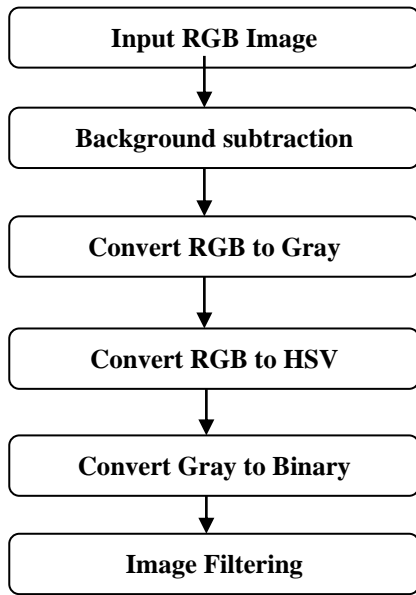 Input RGB Image
Background subtraction
Convert RGB to Gray
Convert RGB to HSV
Convert Gray to Binary
Image Filtering